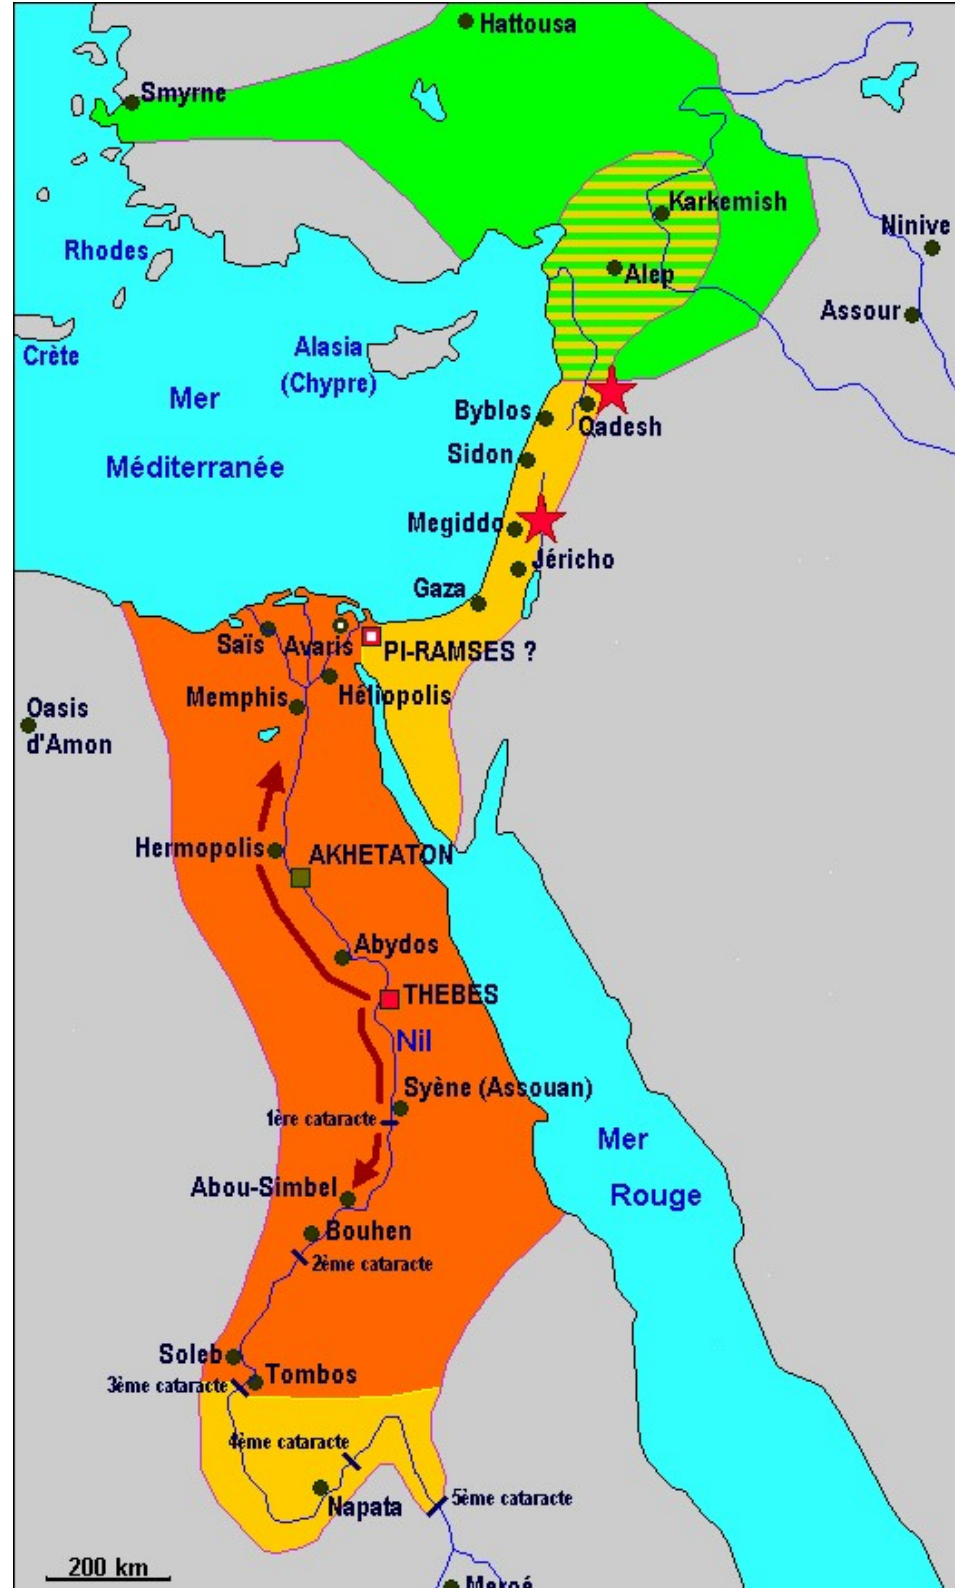 Hattousa
Smyrne
Karkemish
Ninive
Rhodes
Alep
Assour
Crète
Alasia
(Chypre)
Mer
Méditerranée
Byblos
Qadesh
Sidon
Megiddo
Jéricho
Gaza
Saïs
Avaris
PI-RAMSES ?
Memphis
Héliopolis
Oasis
d'Amon
Hermopolis
AKHETATON
Abydos
THEBES
Nil
Syène (Assouan)
1ère cataracte
Mer
Rouge
Abou-Simbel
Bouhen
2ème cataracte
Soleb
Tombos
3ème cataracte
4ème cataracte
Napata
5ème cataracte
200 km
Meroé